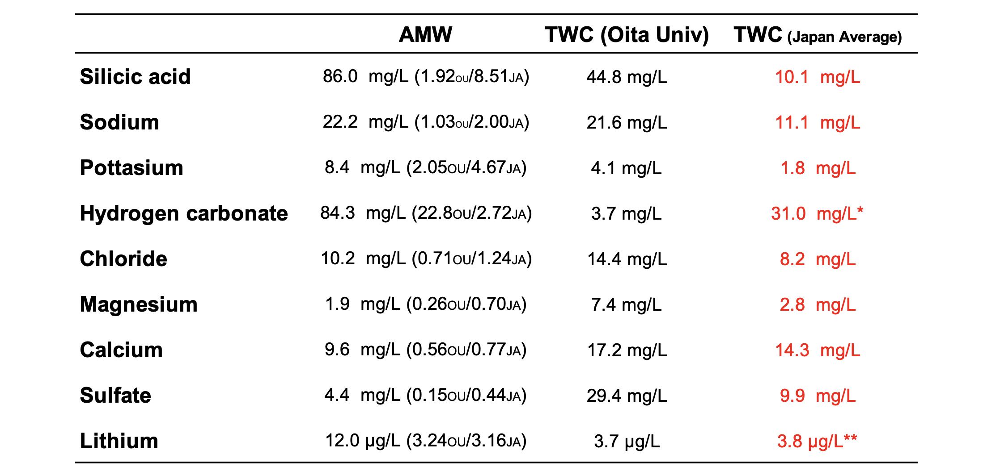 AMW TWC (Oita Univ) TWC (Japan Average)
Silicic acid 86.0 mg/L (1.92OU/8.51JA) 44.8 mg/L 10.1 mg/L
Sodium 22.2 mg/L (1.03OU/2.00JA) 21.6 mg/L 11.1 mg/L
Pottasium 8.4 mg/L (2.05OU/4.67JA) 4.1 mg/L 1.8 mg/L
Hydrogen carbonate 84.3 mg/L (22.8OU/2.72JA) 3.7 mg/L 31.0 mg/L*
Chloride 10.2 mg/L (0.71OU/1.24JA) 14.4 mg/L 8.2 mg/L
Magnesium 1.9 mg/L (0.26OU/0.70JA) 7.4 mg/L 2.8 mg/L
Calcium 9.6 mg/L (0.56OU/0.77JA) 17.2 mg/L 14.3 mg/L
Sulfate 4.4 mg/L (0.15OU/0.44JA) 29.4 mg/L 9.9 mg/L
Lithium 12.0 µg/L (3.24OU/3.16JA) 3.7 µg/L 3.8 µg/L**